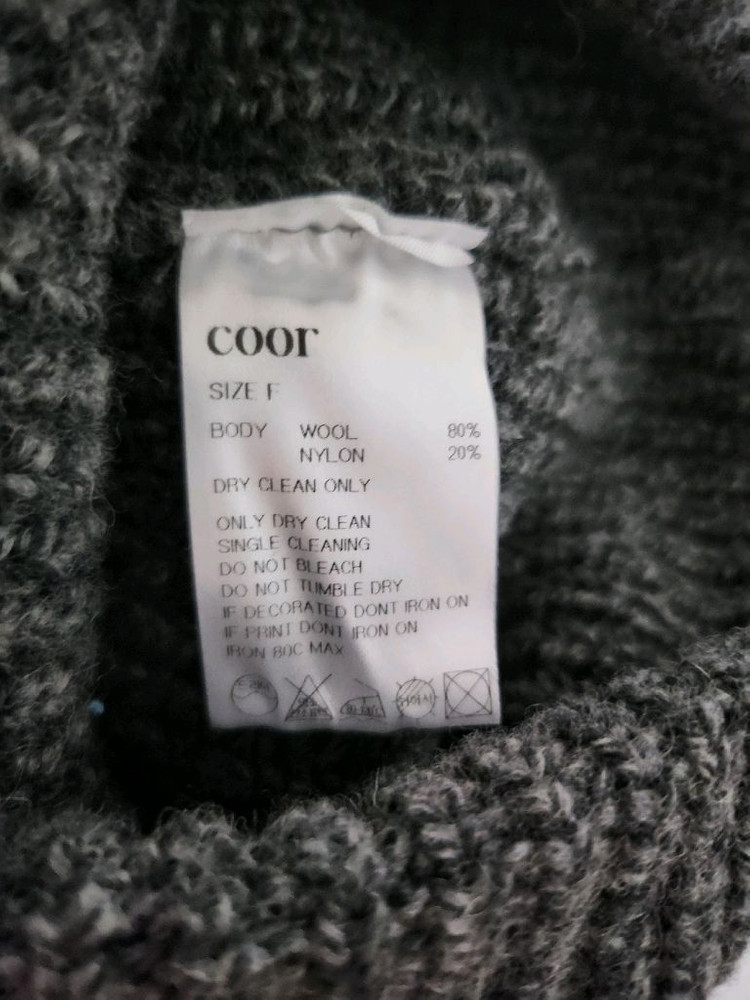 coor
SIZE F
BODY WOOL 80%
NYLON 20%
DRY CLEAN ONLY
ONLY DRY CLEAN
SINGLE CLEANING
DO NOT BLEACH
DO NOT TUMBLE DRY
IF DECORATED DONT IRON ON
IF PRINT DONT IRON ON
IRON 80C MAX